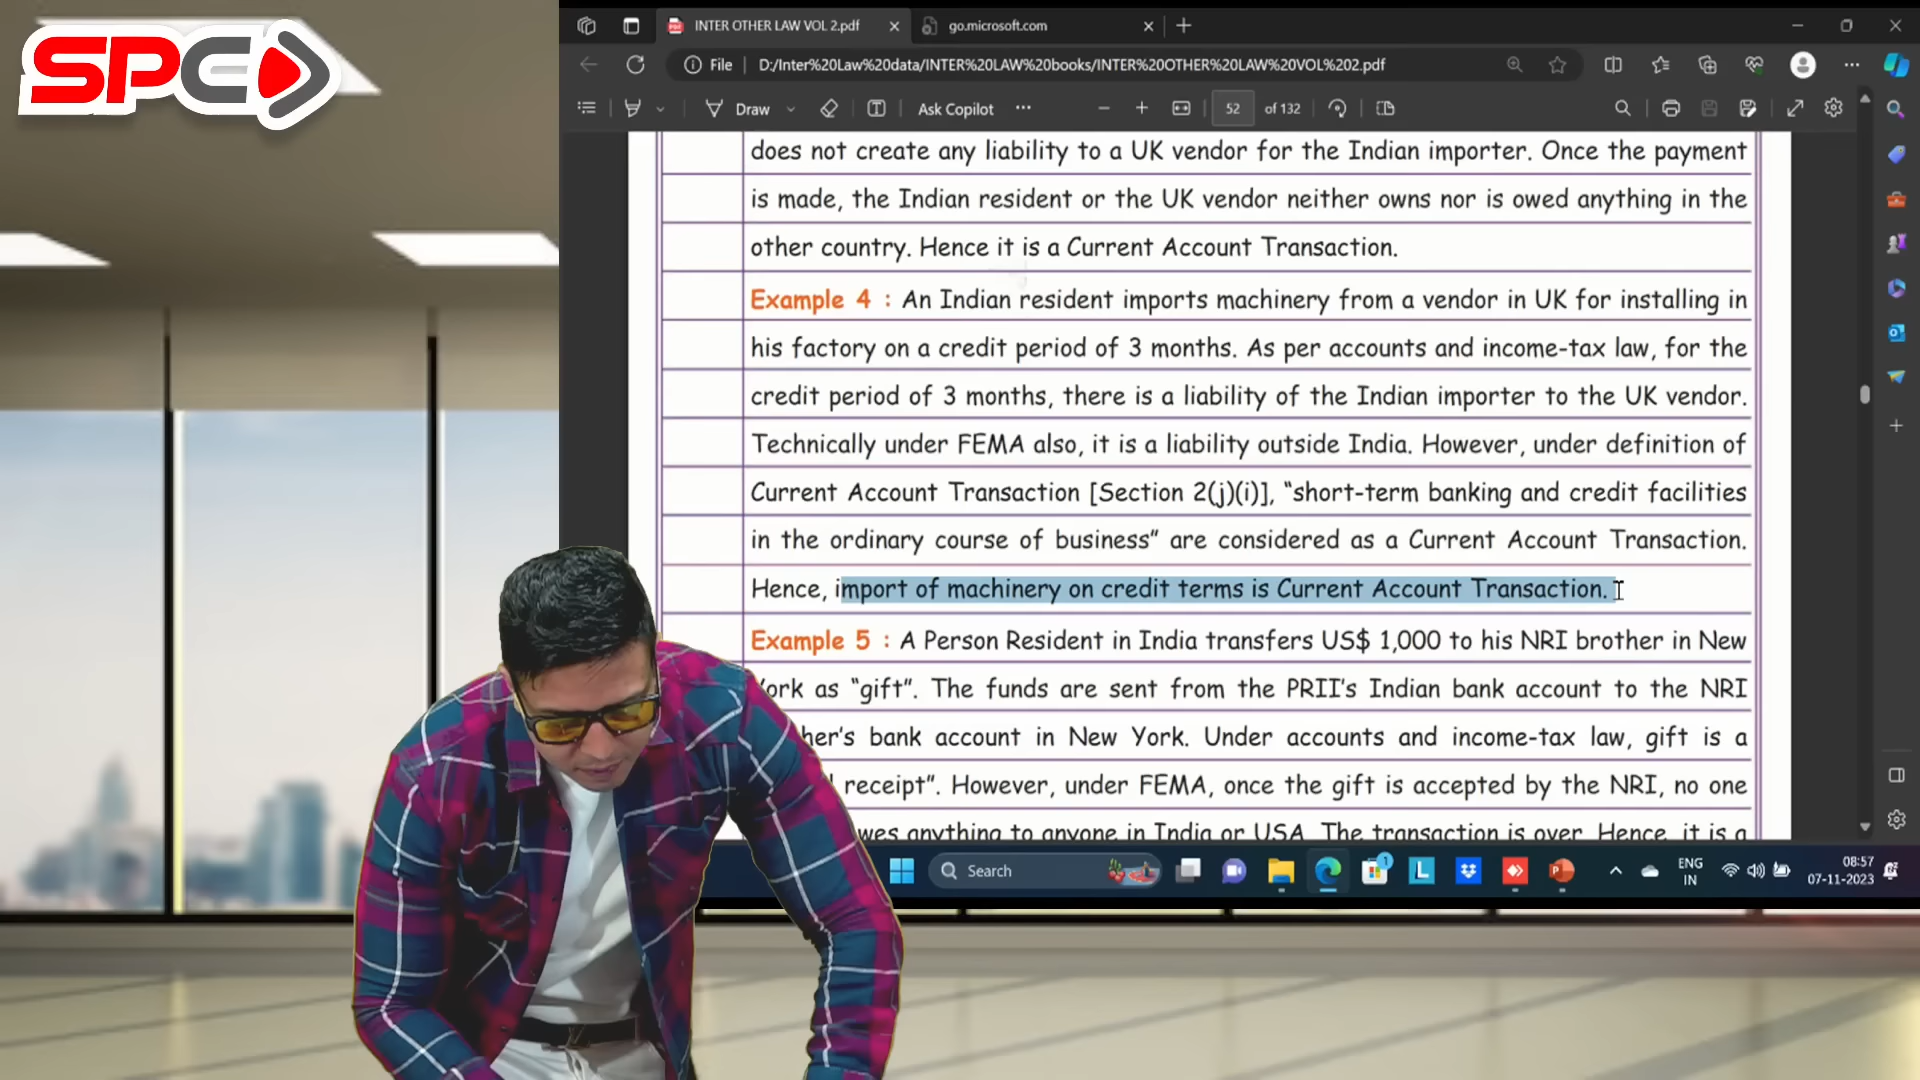 SPC
INTER OTHER LAW VOL 2.pdf
go.microsoft.com
File
D:/Inter%20Law%20data/INTER%20LAW%20books/INTER%20OTHER%20LAW%20VOL%202.pdf
Draw
Ask Copilot
52 of 132
does not create any liability to a UK vendor for the Indian importer. Once the payment
is made, the Indian resident or the UK vendor neither owns nor is owed anything in the
other country. Hence it is a Current Account Transaction.
Example 4 : An Indian resident imports machinery from a vendor in UK for installing in
his factory on a credit period of 3 months. As per accounts and income-tax law, for the
credit period of 3 months, there is a liability of the Indian importer to the UK vendor.
Technically under FEMA also, it is a liability outside India. However, under definition of
Current Account Transaction [Section 2(j)(i)], “short-term banking and credit facilities
in the ordinary course of business” are considered as a Current Account Transaction.
Hence, import of machinery on credit terms is Current Account Transaction.
Example 5 : A Person Resident in India transfers US$ 1,000 to his NRI brother in New
York as “gift”. The funds are sent from the PRII's Indian bank account to the NRI
her's bank account in New York. Under accounts and income-tax law, gift is a
receipt”. However, under FEMA, once the gift is accepted by the NRI, no one
wes anything to anyone in India or USA. The transaction is over. Hence, it is a
Search
1
ENG
IN
08:57
07-11-2023